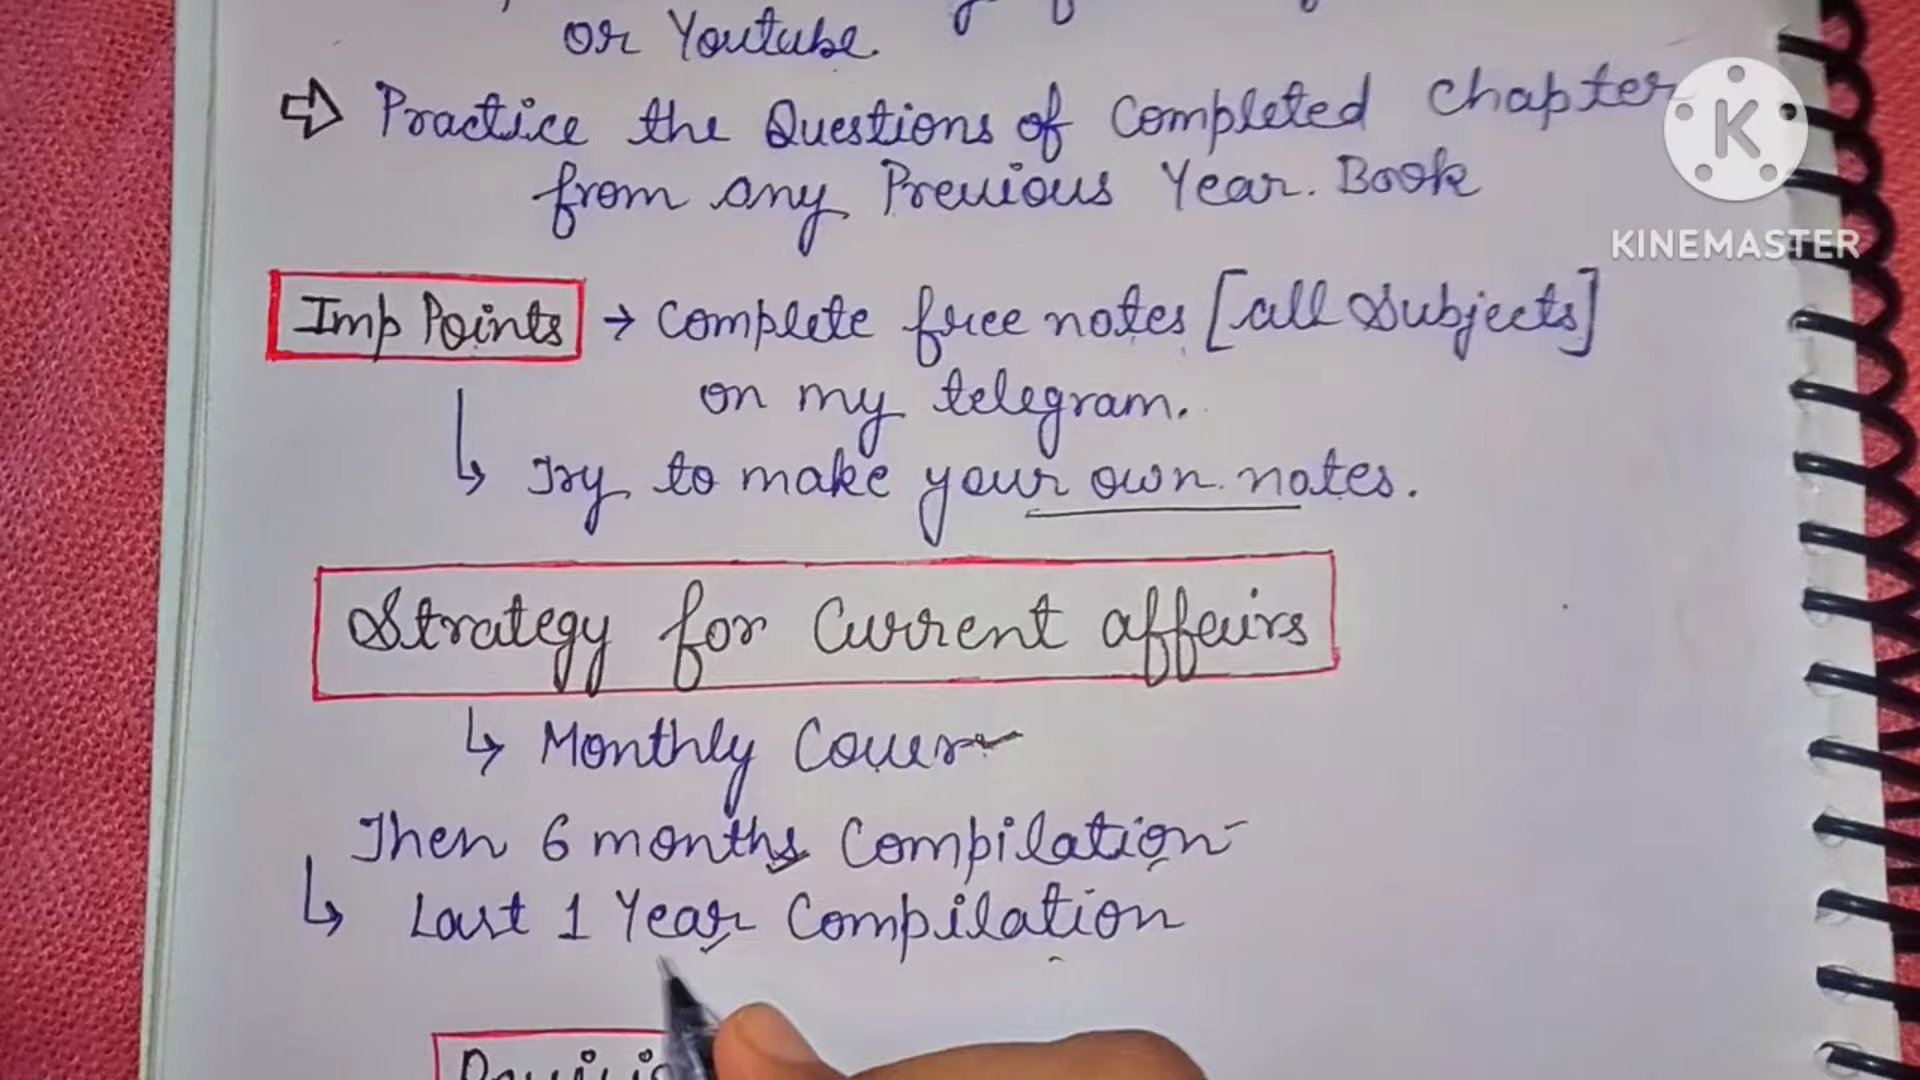 or Youtube.
⇨ Practice the Questions of Completed Chapter
from any Previous Year. Book
Imp Points → Complete free notes [all Subjects]
on my telegram.
↳ Try to make your own notes.
Strategy for Current affairs
↳ Monthly Cover
Then 6 months Compilation
↳ Last 1 Year Compilation
K
KINEMASTER